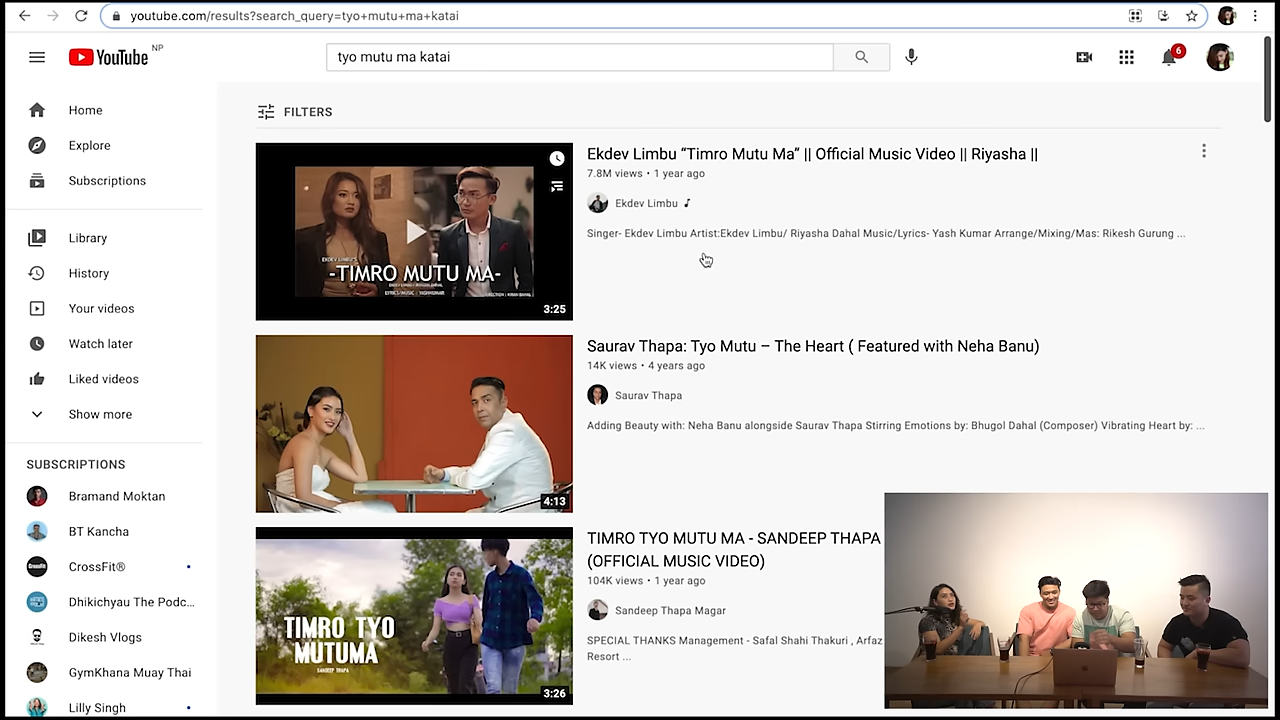 youtube.com/results?search_query=tyo+mutu+ma+katai
YouTube NP
tyo mutu ma katai
6
Home
Explore
Subscriptions
Library
History
Your videos
Watch later
Liked videos
Show more
SUBSCRIPTIONS
Bramand Moktan
BT Kancha
CrossFit®
Dhikichyau The Podc...
Dikesh Vlogs
GymKhana Muay Thai
Lilly Singh
FILTERS
-TIMRO MUTU MA-
3:25
Ekdev Limbu “Timro Mutu Ma” || Official Music Video || Riyasha ||
7.8M views • 1 year ago
Ekdev Limbu
Singer- Ekdev Limbu Artist:Ekdev Limbu/ Riyasha Dahal Music/Lyrics- Yash Kumar Arrange/Mixing/Mas: Rikesh Gurung ...
4:13
Saurav Thapa: Tyo Mutu – The Heart ( Featured with Neha Banu)
14K views • 4 years ago
Saurav Thapa
Adding Beauty with: Neha Banu alongside Saurav Thapa Stirring Emotions by: Bhugol Dahal (Composer) Vibrating Heart by: ...
TIMRO TYO
MUTUMA
SANDEEP THAPA
3:26
TIMRO TYO MUTU MA - SANDEEP THAPA
(OFFICIAL MUSIC VIDEO)
104K views • 1 year ago
Sandeep Thapa Magar
SPECIAL THANKS Management - Safal Shahi Thakuri , Arfaz
Resort ...